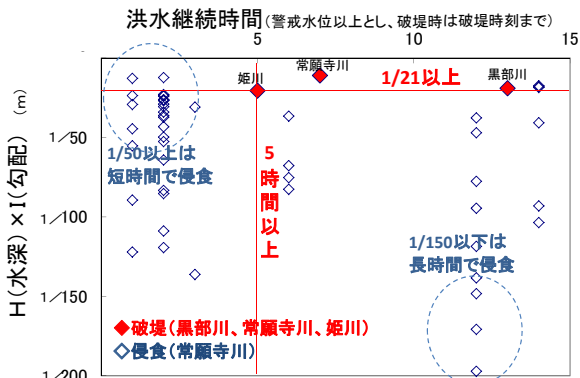 洪水継続時間(警戒水位以上とし、破堤時は破堤時刻まで)
5 10 15
(m)
姫川
常願寺川
黒部川
1/21以上
1/50
1/50以上は
短時間で侵食
5時間以上
1/100
H(水深)×I(勾配)
1/150以下は
長時間で侵食
1/150
破堤(黒部川、常願寺川、姫川)
侵食(常願寺川)
1/200